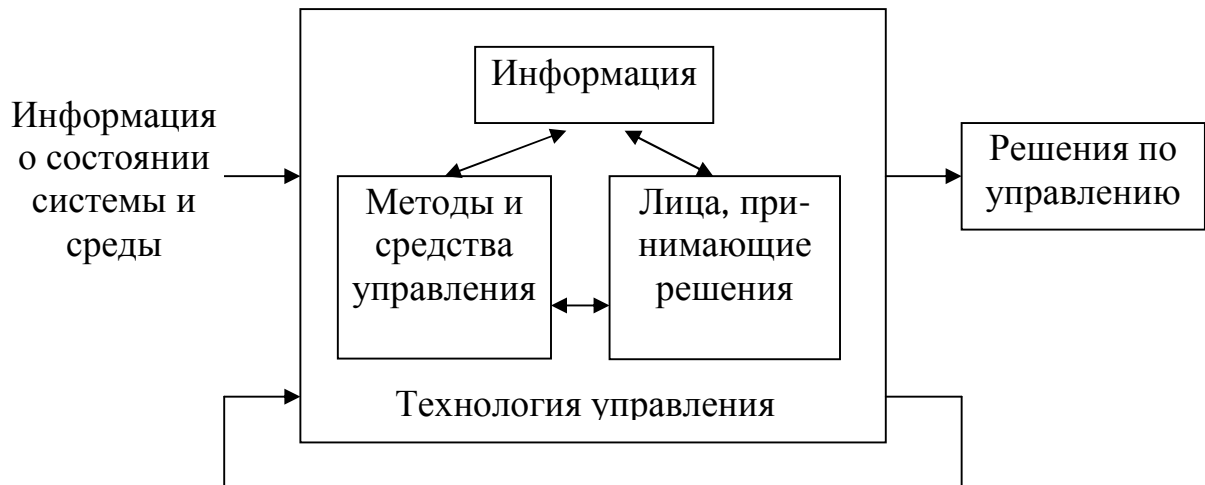 Информация
о состоянии
системы и
среды
Информация
Методы и
средства
управления
Лица, при-
нимающие
решения
Технология управления
Решения по
управлению